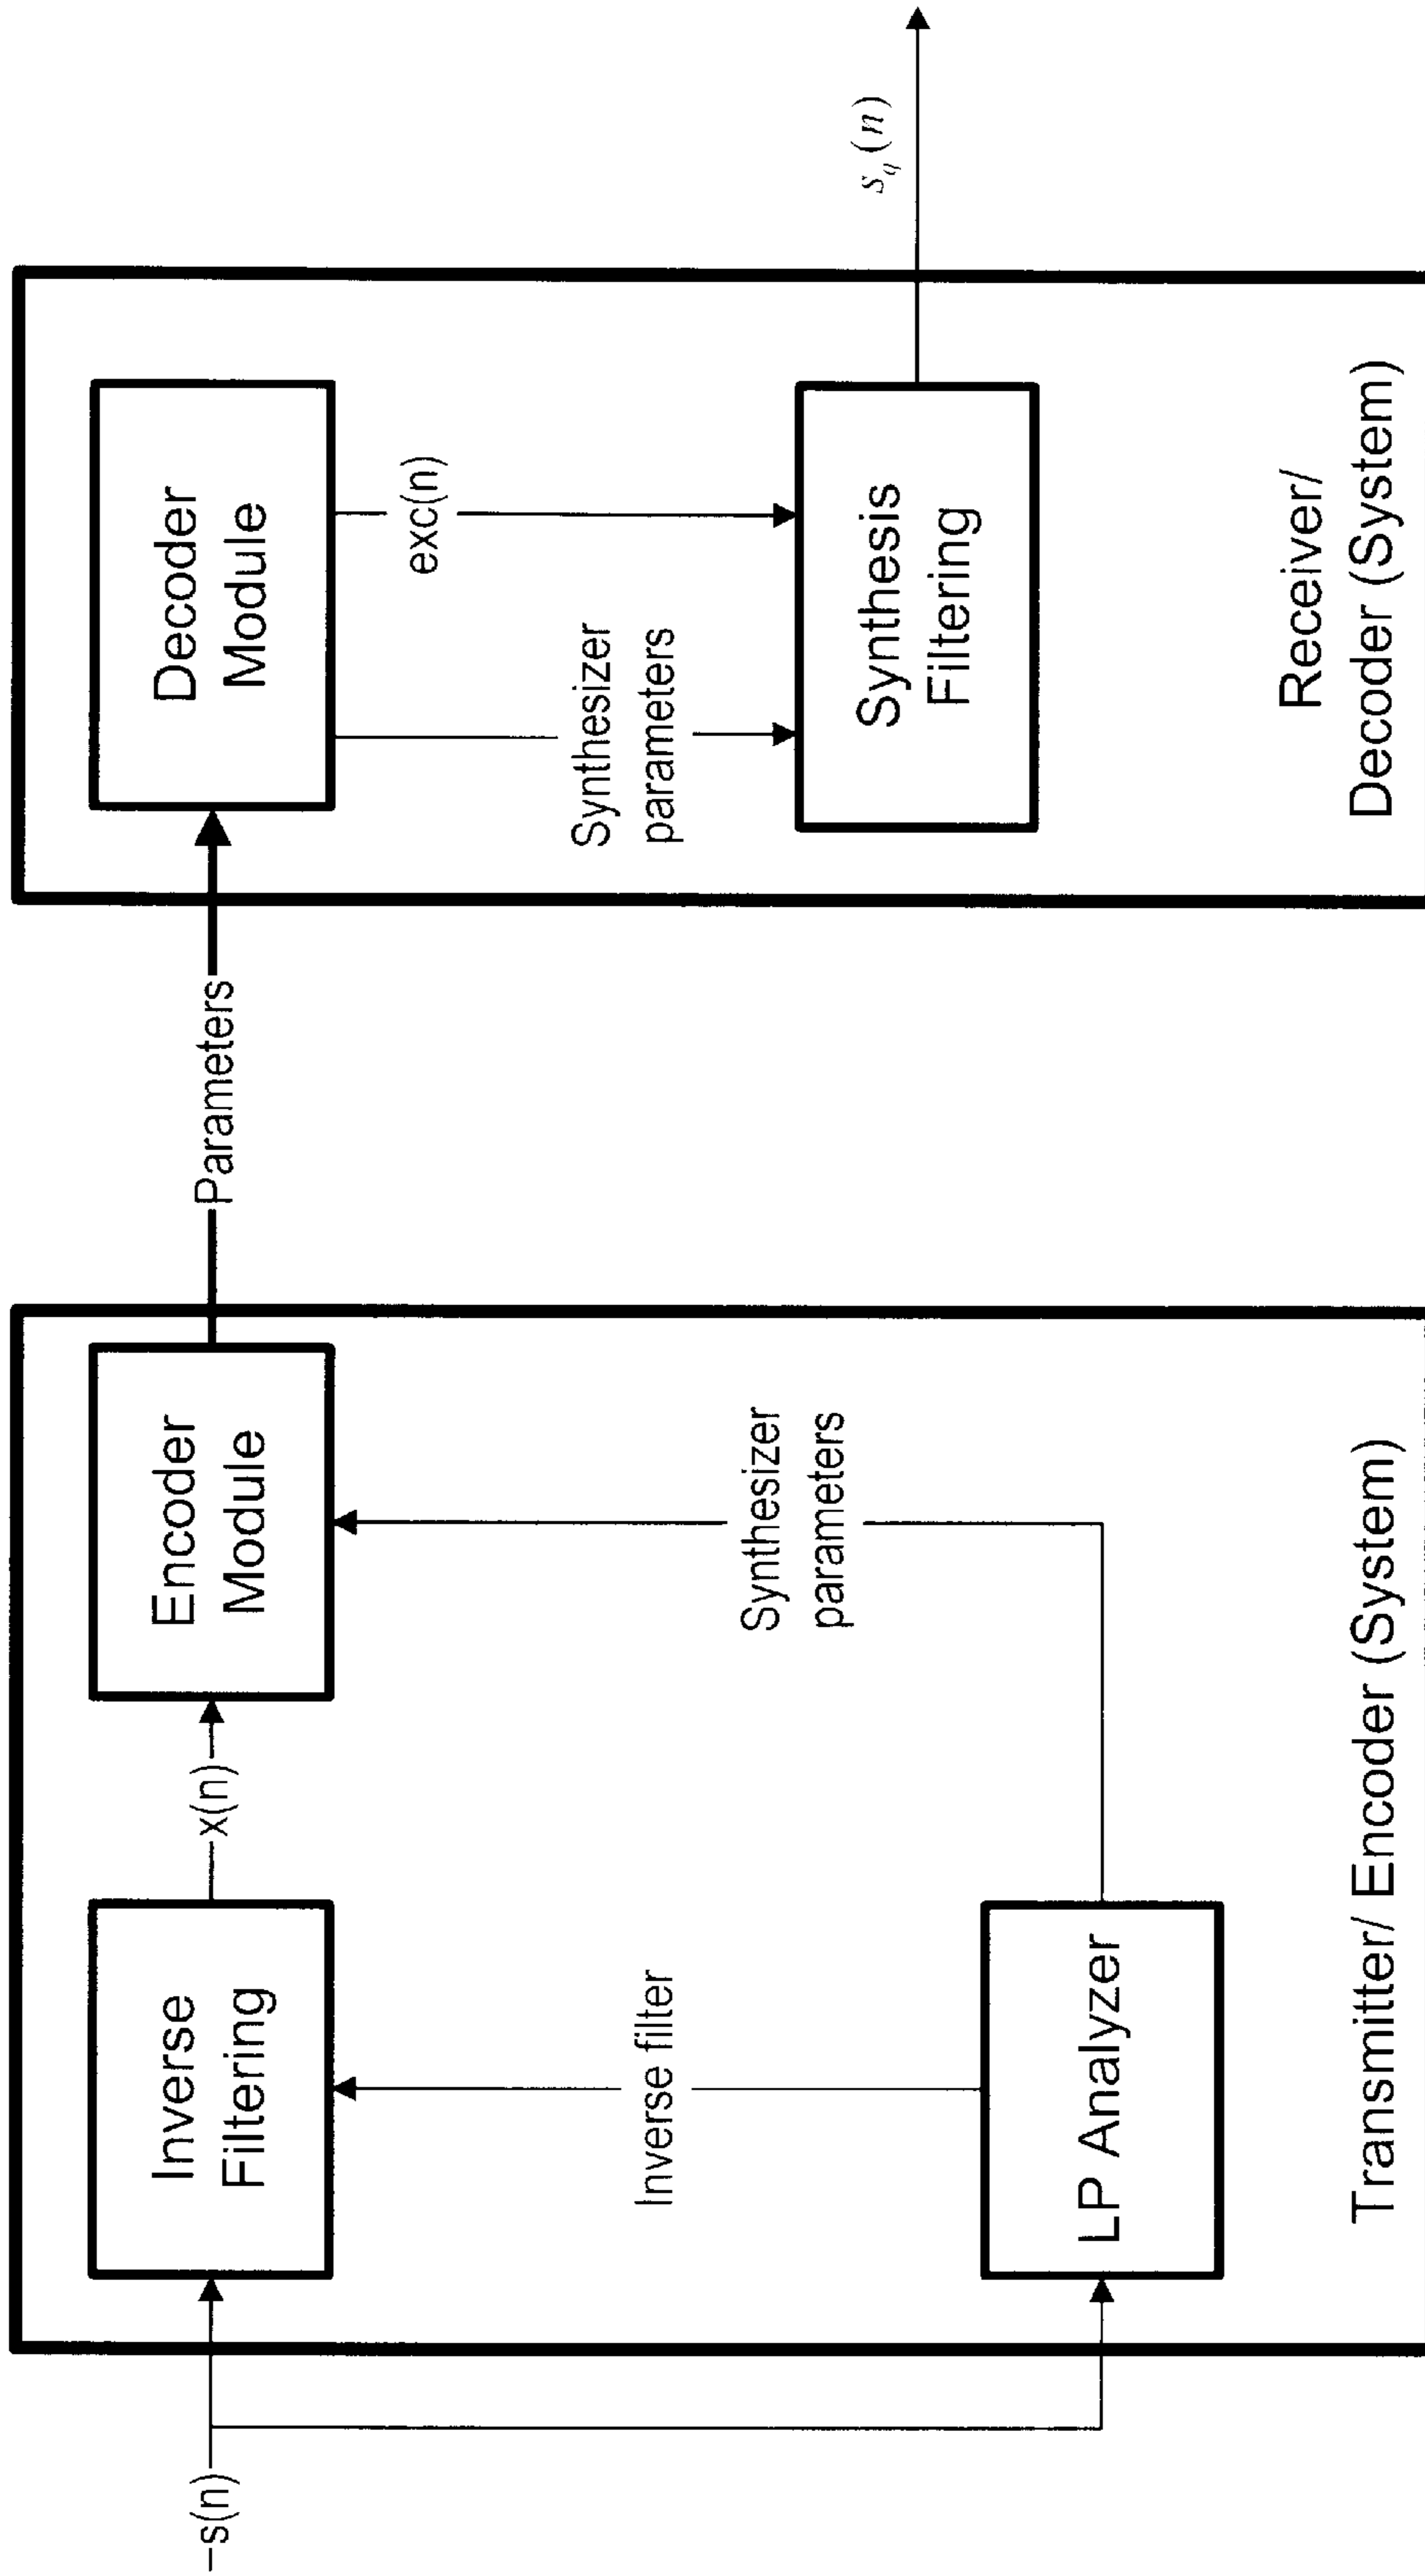 s(n)
Inverse
Filtering
x(n)
Encoder
Module
Inverse filter
Synthesizer
parameters
LP Analyzer
Transmitter/ Encoder (System)
Parameters
Decoder
Module
exc(n)
Synthesizer
parameters
Synthesis
Filtering
s_q(n)
Receiver/
Decoder (System)